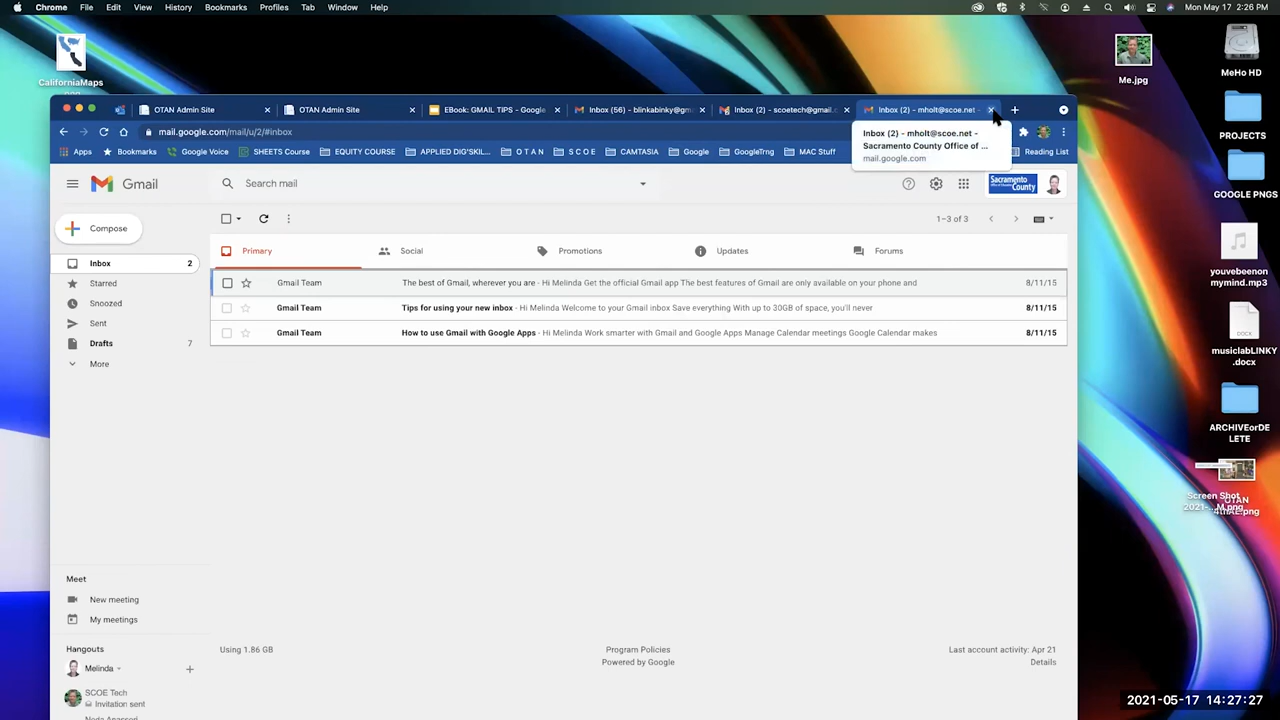 Chrome File Edit View History Bookmarks Profiles Tab Window Help
Mon May 17 2:26 PM
CaliforniaMaps
Me.jpg
MeHo HD
OTAN Admin Site
OTAN Admin Site
EBook: GMAIL TIPS - Google
Inbox (56) - blinkabinky@gm
Inbox (2) - scoetech@gmail.c
Inbox (2) - mholt@scoe.net -
mail.google.com/mail/u/2/#inbox
Inbox (2) - mholt@scoe.net -
Sacramento County Office of ...
mail.google.com
Apps Bookmarks Google Voice SHEETS Course EQUITY COURSE APPLIED DIG'SKIL... O T A N S C O E CAMTASIA Google GoogleTrng MAC Stuff Reading List
PROJECTS
Gmail
Search mail
Sacramento
County
GOOGLE PNGS
Compose
1–3 of 3
Primary Social Promotions Updates Forums
Inbox 2
Starred
Snoozed
Sent
Drafts 7
More
Gmail Team The best of Gmail, wherever you are - Hi Melinda Get the official Gmail app The best features of Gmail are only available on your phone and 8/11/15
Gmail Team Tips for using your new inbox - Hi Melinda Welcome to your Gmail inbox Save everything With up to 30GB of space, you'll never 8/11/15
Gmail Team How to use Gmail with Google Apps - Hi Melinda Work smarter with Gmail and Google Apps Manage Calendar meetings Google Calendar makes 8/11/15
youvebeenon
mymind.mp3
DOCX
musiclabLINKY
.docx
ARCHIVEorDE
LETE
Screen Shot
2021-...M.png
OTAN
Meet
New meeting
My meetings
Hangouts
Melinda
SCOE Tech
Invitation sent
Using 1.86 GB
Program Policies
Powered by Google
Last account activity: Apr 21
Details
2021-05-17 14:27:27